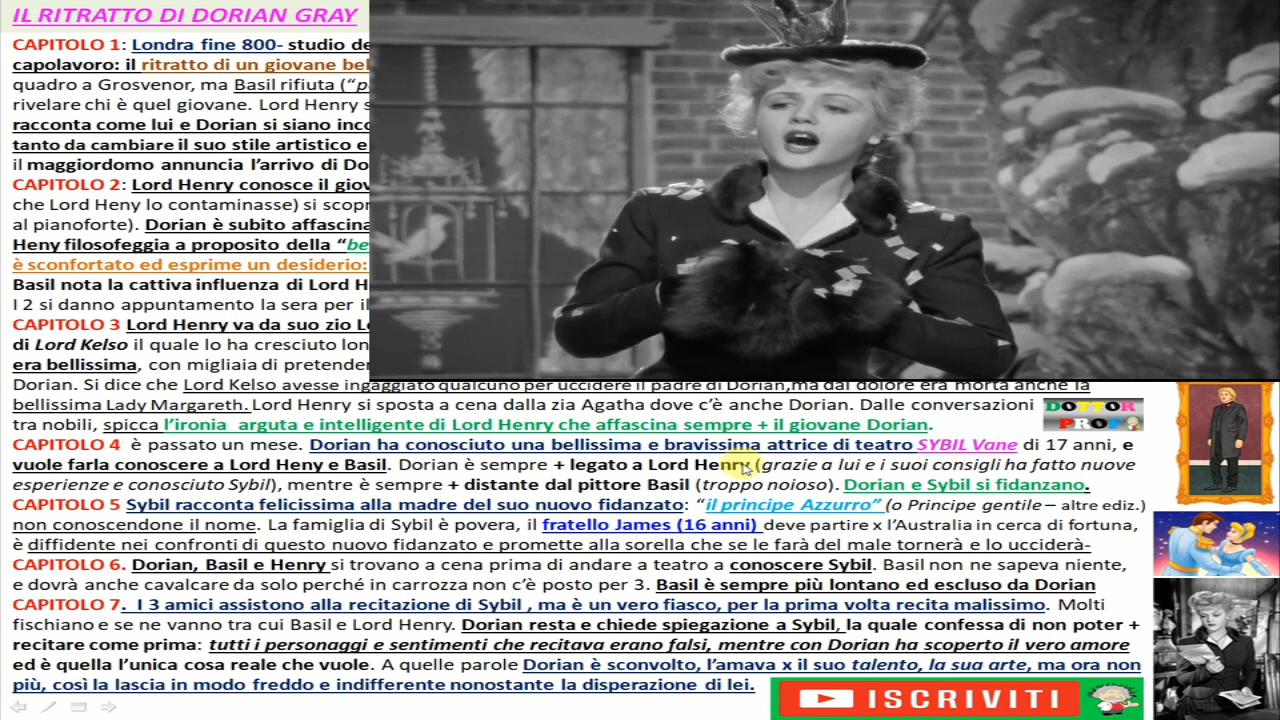 IL RITRATTO DI DORIAN GRAY
CAPITOLO 1: Londra fine 800- studio de
capolavoro: il ritratto di un giovane bel
quadro a Grosvenor, ma Basil rifiuta (“p
rivelare chi è quel giovane. Lord Henry s
racconta come lui e Dorian si siano inco
tanto da cambiare il suo stile artistico e
il maggiordomo annuncia l’arrivo di Do
CAPITOLO 2: Lord Henry conosce il giov
che Lord Heny lo contaminasse) si scopr
al pianoforte). Dorian è subito affascina
Heny filosofeggia a proposito della “be
è sconfortato ed esprime un desiderio:
Basil nota la cattiva influenza di Lord H
I 2 si danno appuntamento la sera per il
CAPITOLO 3 Lord Henry va da suo zio Lo
di Lord Kelso il quale lo ha cresciuto lon
era bellissima, con migliaia di pretender
Dorian. Si dice che Lord Kelso avesse ingaggiato qualcuno per uccidere il padre di Dorian,ma dal dolore era morta anche la
bellissima Lady Margareth. Lord Henry si sposta a cena dalla zia Agatha dove c’è anche Dorian. Dalle conversazioni
tra nobili, spicca l’ironia arguta e intelligente di Lord Henry che affascina sempre + il giovane Dorian.
DOTTOR
PROF
CAPITOLO 4 è passato un mese. Dorian ha conosciuto una bellissima e bravissima attrice di teatro SYBIL Vane di 17 anni, e
vuole farla conoscere a Lord Heny e Basil. Dorian è sempre + legato a Lord Henry (grazie a lui e i suoi consigli ha fatto nuove
esperienze e conosciuto Sybil), mentre è sempre + distante dal pittore Basil (troppo noioso). Dorian e Sybil si fidanzano.
CAPITOLO 5 Sybil racconta felicissima alla madre del suo nuovo fidanzato: “il principe Azzurro” (o Principe gentile – altre ediz.)
non conoscendone il nome. La famiglia di Sybil è povera, il fratello James (16 anni) deve partire x l’Australia in cerca di fortuna,
è diffidente nei confronti di questo nuovo fidanzato e promette alla sorella che se le farà del male tornerà e lo ucciderà-
CAPITOLO 6. Dorian, Basil e Henry si trovano a cena prima di andare a teatro a conoscere Sybil. Basil non ne sapeva niente,
e dovrà anche cavalcare da solo perché in carrozza non c’è posto per 3. Basil è sempre più lontano ed escluso da Dorian
CAPITOLO 7. I 3 amici assistono alla recitazione di Sybil , ma è un vero fiasco, per la prima volta recita malissimo. Molti
fischiano e se ne vanno tra cui Basil e Lord Henry. Dorian resta e chiede spiegazione a Sybil, la quale confessa di non poter +
recitare come prima: tutti i personaggi e sentimenti che recitava erano falsi, mentre con Dorian ha scoperto il vero amore
ed è quella l’unica cosa reale che vuole. A quelle parole Dorian è sconvolto, l’amava x il suo talento, la sua arte, ma ora non
più, così la lascia in modo freddo e indifferente nonostante la disperazione di lei.
ISCRIVITI